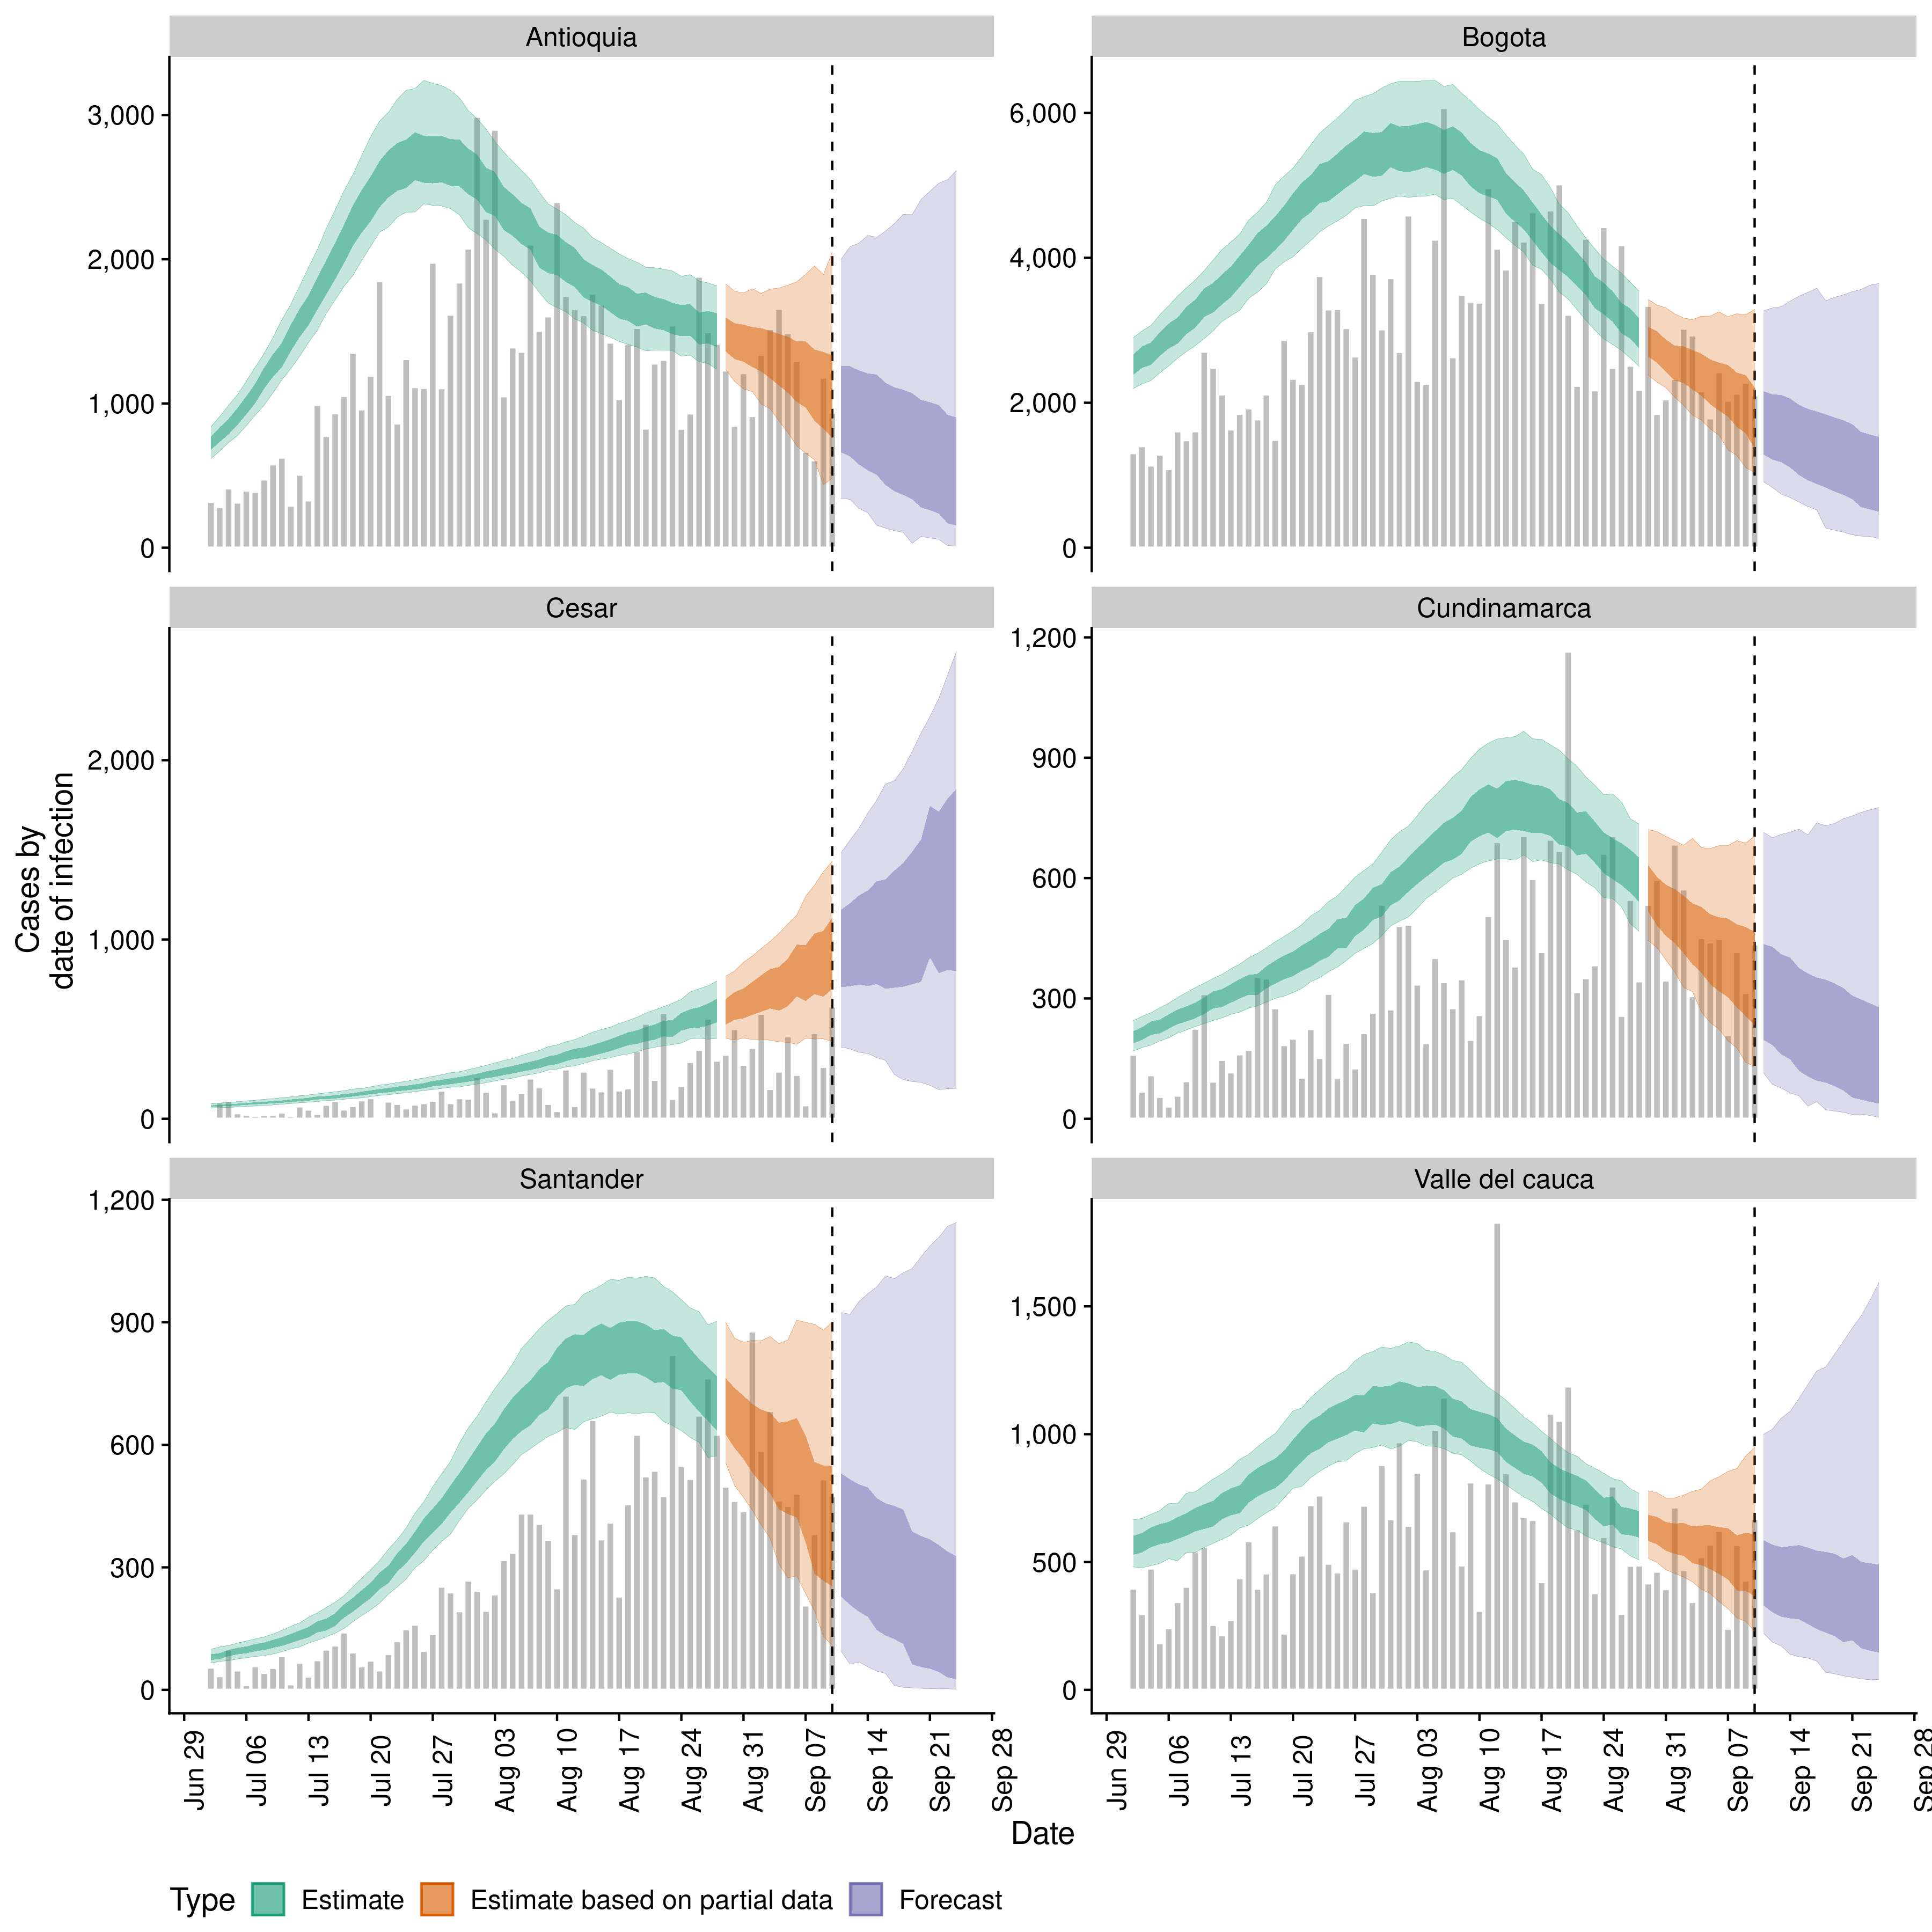 Antioquia
Bogota
3,000
2,000
1,000
0
6,000
4,000
2,000
0
Cesar
Cundinamarca
2,000
1,000
0
1,200
900
600
300
0
Cases by
date of infection
Santander
Valle del cauca
1,200
900
600
300
0
1,500
1,000
500
0
Jun 29 Jul 06 Jul 13 Jul 20 Jul 27 Aug 03 Aug 10 Aug 17 Aug 24 Aug 31 Sep 07 Sep 14 Sep 21 Sep 28
Jun 29 Jul 06 Jul 13 Jul 20 Jul 27 Aug 03 Aug 10 Aug 17 Aug 24 Aug 31 Sep 07 Sep 14 Sep 21 Sep 28
Date
Type Estimate Estimate based on partial data Forecast